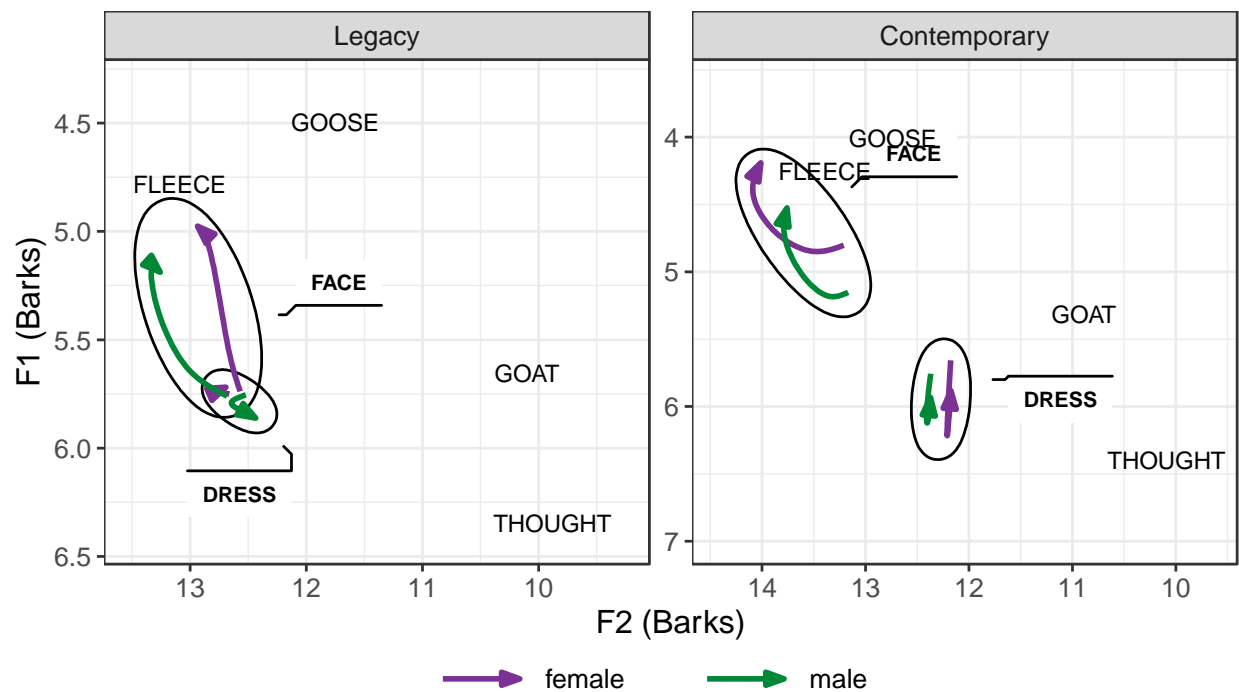 Legacy
Contemporary
GOOSE
FLEECE
FACE
GOAT
DRESS
THOUGHT
4.5
5.0
5.5
6.0
6.5
13
12
11
10
GOOSE
FACE
FLEECE
GOAT
DRESS
THOUGHT
4
5
6
7
14
13
12
11
10
F1 (Barks)
F2 (Barks)
female
male